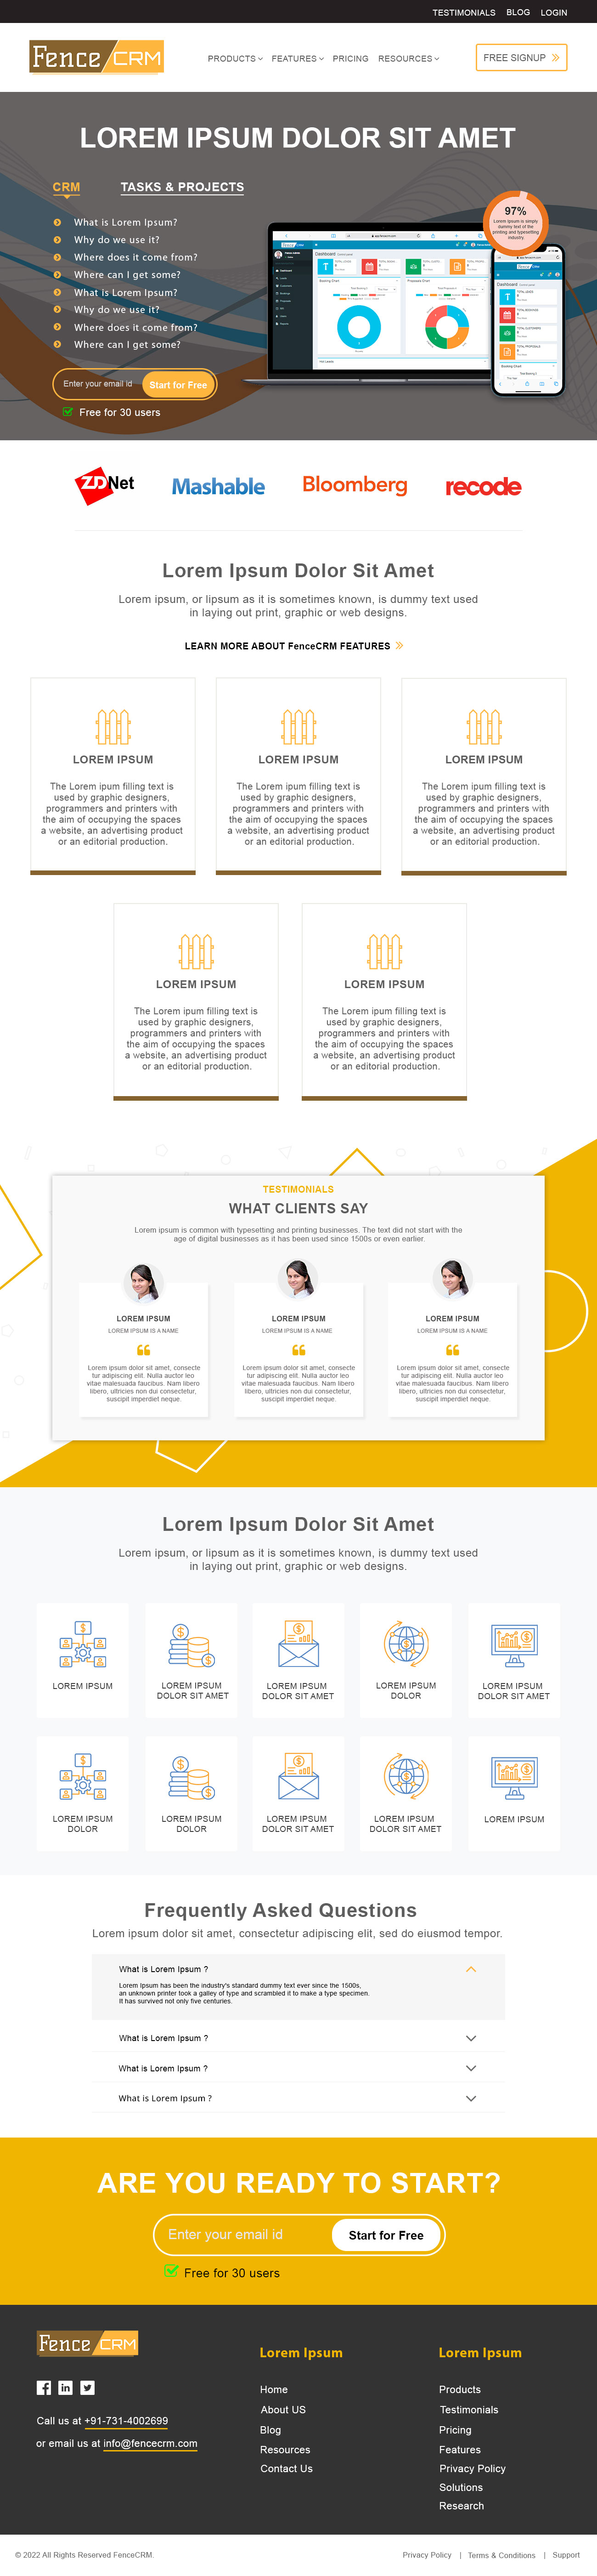 TESTIMONIALS BLOG LOGIN
Fence CRM
PRODUCTS FEATURES PRICING RESOURCES
FREE SIGNUP
LOREM IPSUM DOLOR SIT AMET
CRM TASKS & PROJECTS
What is Lorem Ipsum?
Why do we use it?
Where does it come from?
Where can I get some?
What is Lorem Ipsum?
Why do we use it?
Where does it come from?
Where can I get some?
97%
Lorem Ipsum is simply
dummy text of the
printing and typesetting
industry.
Dashboard
Dashboard
Enter your email id Start for Free
Free for 30 users
ZDNet Mashable Bloomberg recode
Lorem Ipsum Dolor Sit Amet
Lorem ipsum, or lipsum as it is sometimes known, is dummy text used
in laying out print, graphic or web designs.
LEARN MORE ABOUT FenceCRM FEATURES
LOREM IPSUM
The Lorem ipum filling text is
used by graphic designers,
programmers and printers with
the aim of occupying the spaces
a website, an advertising product
or an editorial production.
LOREM IPSUM
The Lorem ipum filling text is
used by graphic designers,
programmers and printers with
the aim of occupying the spaces
a website, an advertising product
or an editorial production.
LOREM IPSUM
The Lorem ipum filling text is
used by graphic designers,
programmers and printers with
the aim of occupying the spaces
a website, an advertising product
or an editorial production.
LOREM IPSUM
The Lorem ipum filling text is
used by graphic designers,
programmers and printers with
the aim of occupying the spaces
a website, an advertising product
or an editorial production.
LOREM IPSUM
The Lorem ipum filling text is
used by graphic designers,
programmers and printers with
the aim of occupying the spaces
a website, an advertising product
or an editorial production.
TESTIMONIALS
WHAT CLIENTS SAY
Lorem ipsum is common with typesetting and printing businesses. The text did not start with the
age of digital businesses as it has been used since 1500s or even earlier.
LOREM IPSUM
LOREM IPSUM IS A NAME
Lorem ipsum dolor sit amet, consecte
tur adipiscing elit. Nulla auctor leo
vitae malesuada faucibus. Nam libero
libero, ultricies non dui consectetur,
suscipit imperdiet neque.
LOREM IPSUM
LOREM IPSUM IS A NAME
Lorem ipsum dolor sit amet, consecte
tur adipiscing elit. Nulla auctor leo
vitae malesuada faucibus. Nam libero
libero, ultricies non dui consectetur,
suscipit imperdiet neque.
LOREM IPSUM
LOREM IPSUM IS A NAME
Lorem ipsum dolor sit amet, consecte
tur adipiscing elit. Nulla auctor leo
vitae malesuada faucibus. Nam libero
libero, ultricies non dui consectetur,
suscipit imperdiet neque.
Lorem Ipsum Dolor Sit Amet
Lorem ipsum, or lipsum as it is sometimes known, is dummy text used
in laying out print, graphic or web designs.
LOREM IPSUM
LOREM IPSUM
DOLOR SIT AMET
LOREM IPSUM
DOLOR SIT AMET
LOREM IPSUM
DOLOR
LOREM IPSUM
DOLOR SIT AMET
LOREM IPSUM
DOLOR
LOREM IPSUM
DOLOR
LOREM IPSUM
DOLOR SIT AMET
LOREM IPSUM
DOLOR SIT AMET
LOREM IPSUM
Frequently Asked Questions
Lorem ipsum dolor sit amet, consectetur adipiscing elit, sed do eiusmod tempor.
What is Lorem Ipsum ?
Lorem Ipsum has been the industry's standard dummy text ever since the 1500s,
an unknown printer took a galley of type and scrambled it to make a type specimen.
It has survived not only five centuries.
What is Lorem Ipsum ?
What is Lorem Ipsum ?
What is Lorem Ipsum ?
ARE YOU READY TO START?
Enter your email id Start for Free
Free for 30 users
Fence CRM
Call us at +91-731-4002699
or email us at info@fencecrm.com
Lorem Ipsum
Home
About US
Blog
Resources
Contact Us
Lorem Ipsum
Products
Testimonials
Pricing
Features
Privacy Policy
Solutions
Research
© 2022 All Rights Reserved FenceCRM.
Privacy Policy | Terms & Conditions | Support